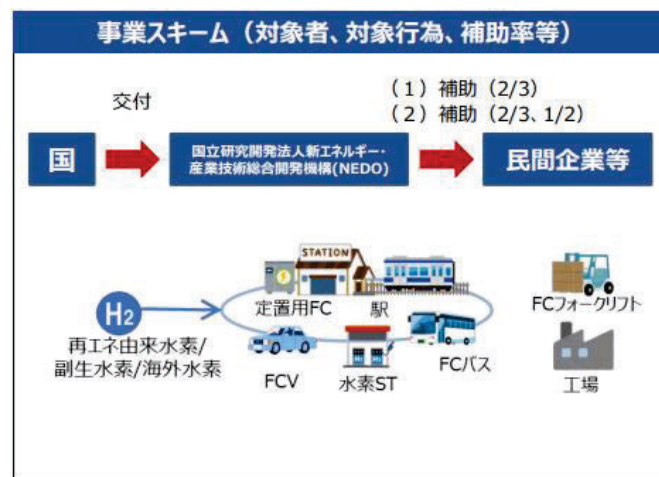 事業スキーム（対象者、対象行為、補助率等）
交付
（1）補助（2/3）
（2）補助（2/3、1/2）
国
国立研究開発法人新エネルギー・
産業技術総合開発機構(NEDO)
民間企業等
STATION
定置用FC
駅
FCフォークリフト
H2
再エネ由来水素/
副生水素/海外水素
FCV
水素ST
FCバス
工場